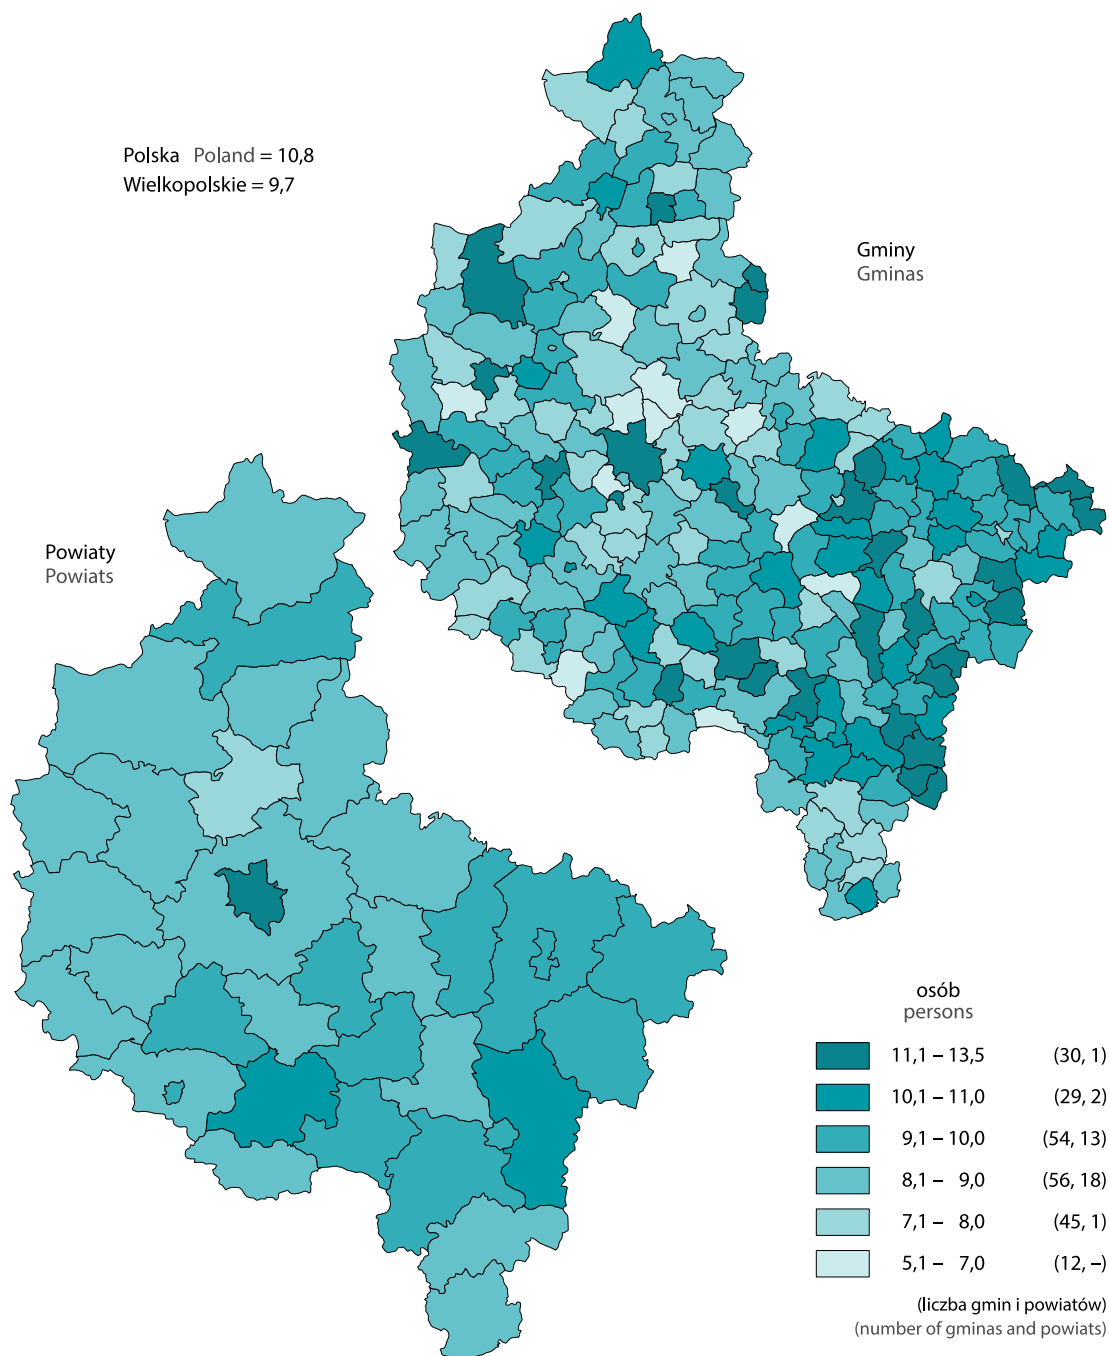 Polska Poland = 10,8
Wielkopolskie = 9,7
Gminy
Gminas
Powiaty
Powiats
osób
persons
11,1 – 13,5 (30, 1)
10,1 – 11,0 (29, 2)
9,1 – 10,0 (54, 13)
8,1 – 9,0 (56, 18)
7,1 – 8,0 (45, 1)
5,1 – 7,0 (12, –)
(liczba gmin i powiatów)
(number of gminas and powiats)